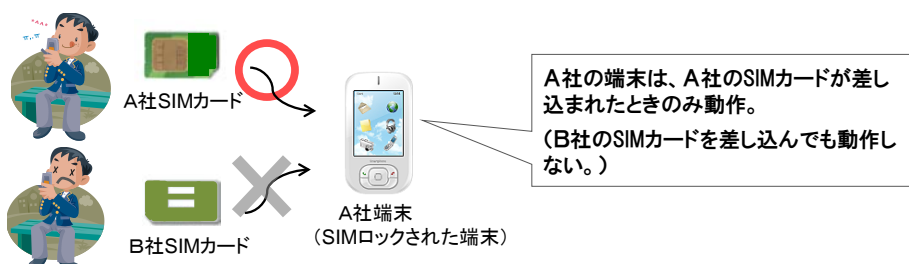 A社SIMカード
B社SIMカード
A社端末
(SIMロックされた端末)
A社の端末は、A社のSIMカードが差し
込まれたときのみ動作。
(B社のSIMカードを差し込んでも動作し
ない。)